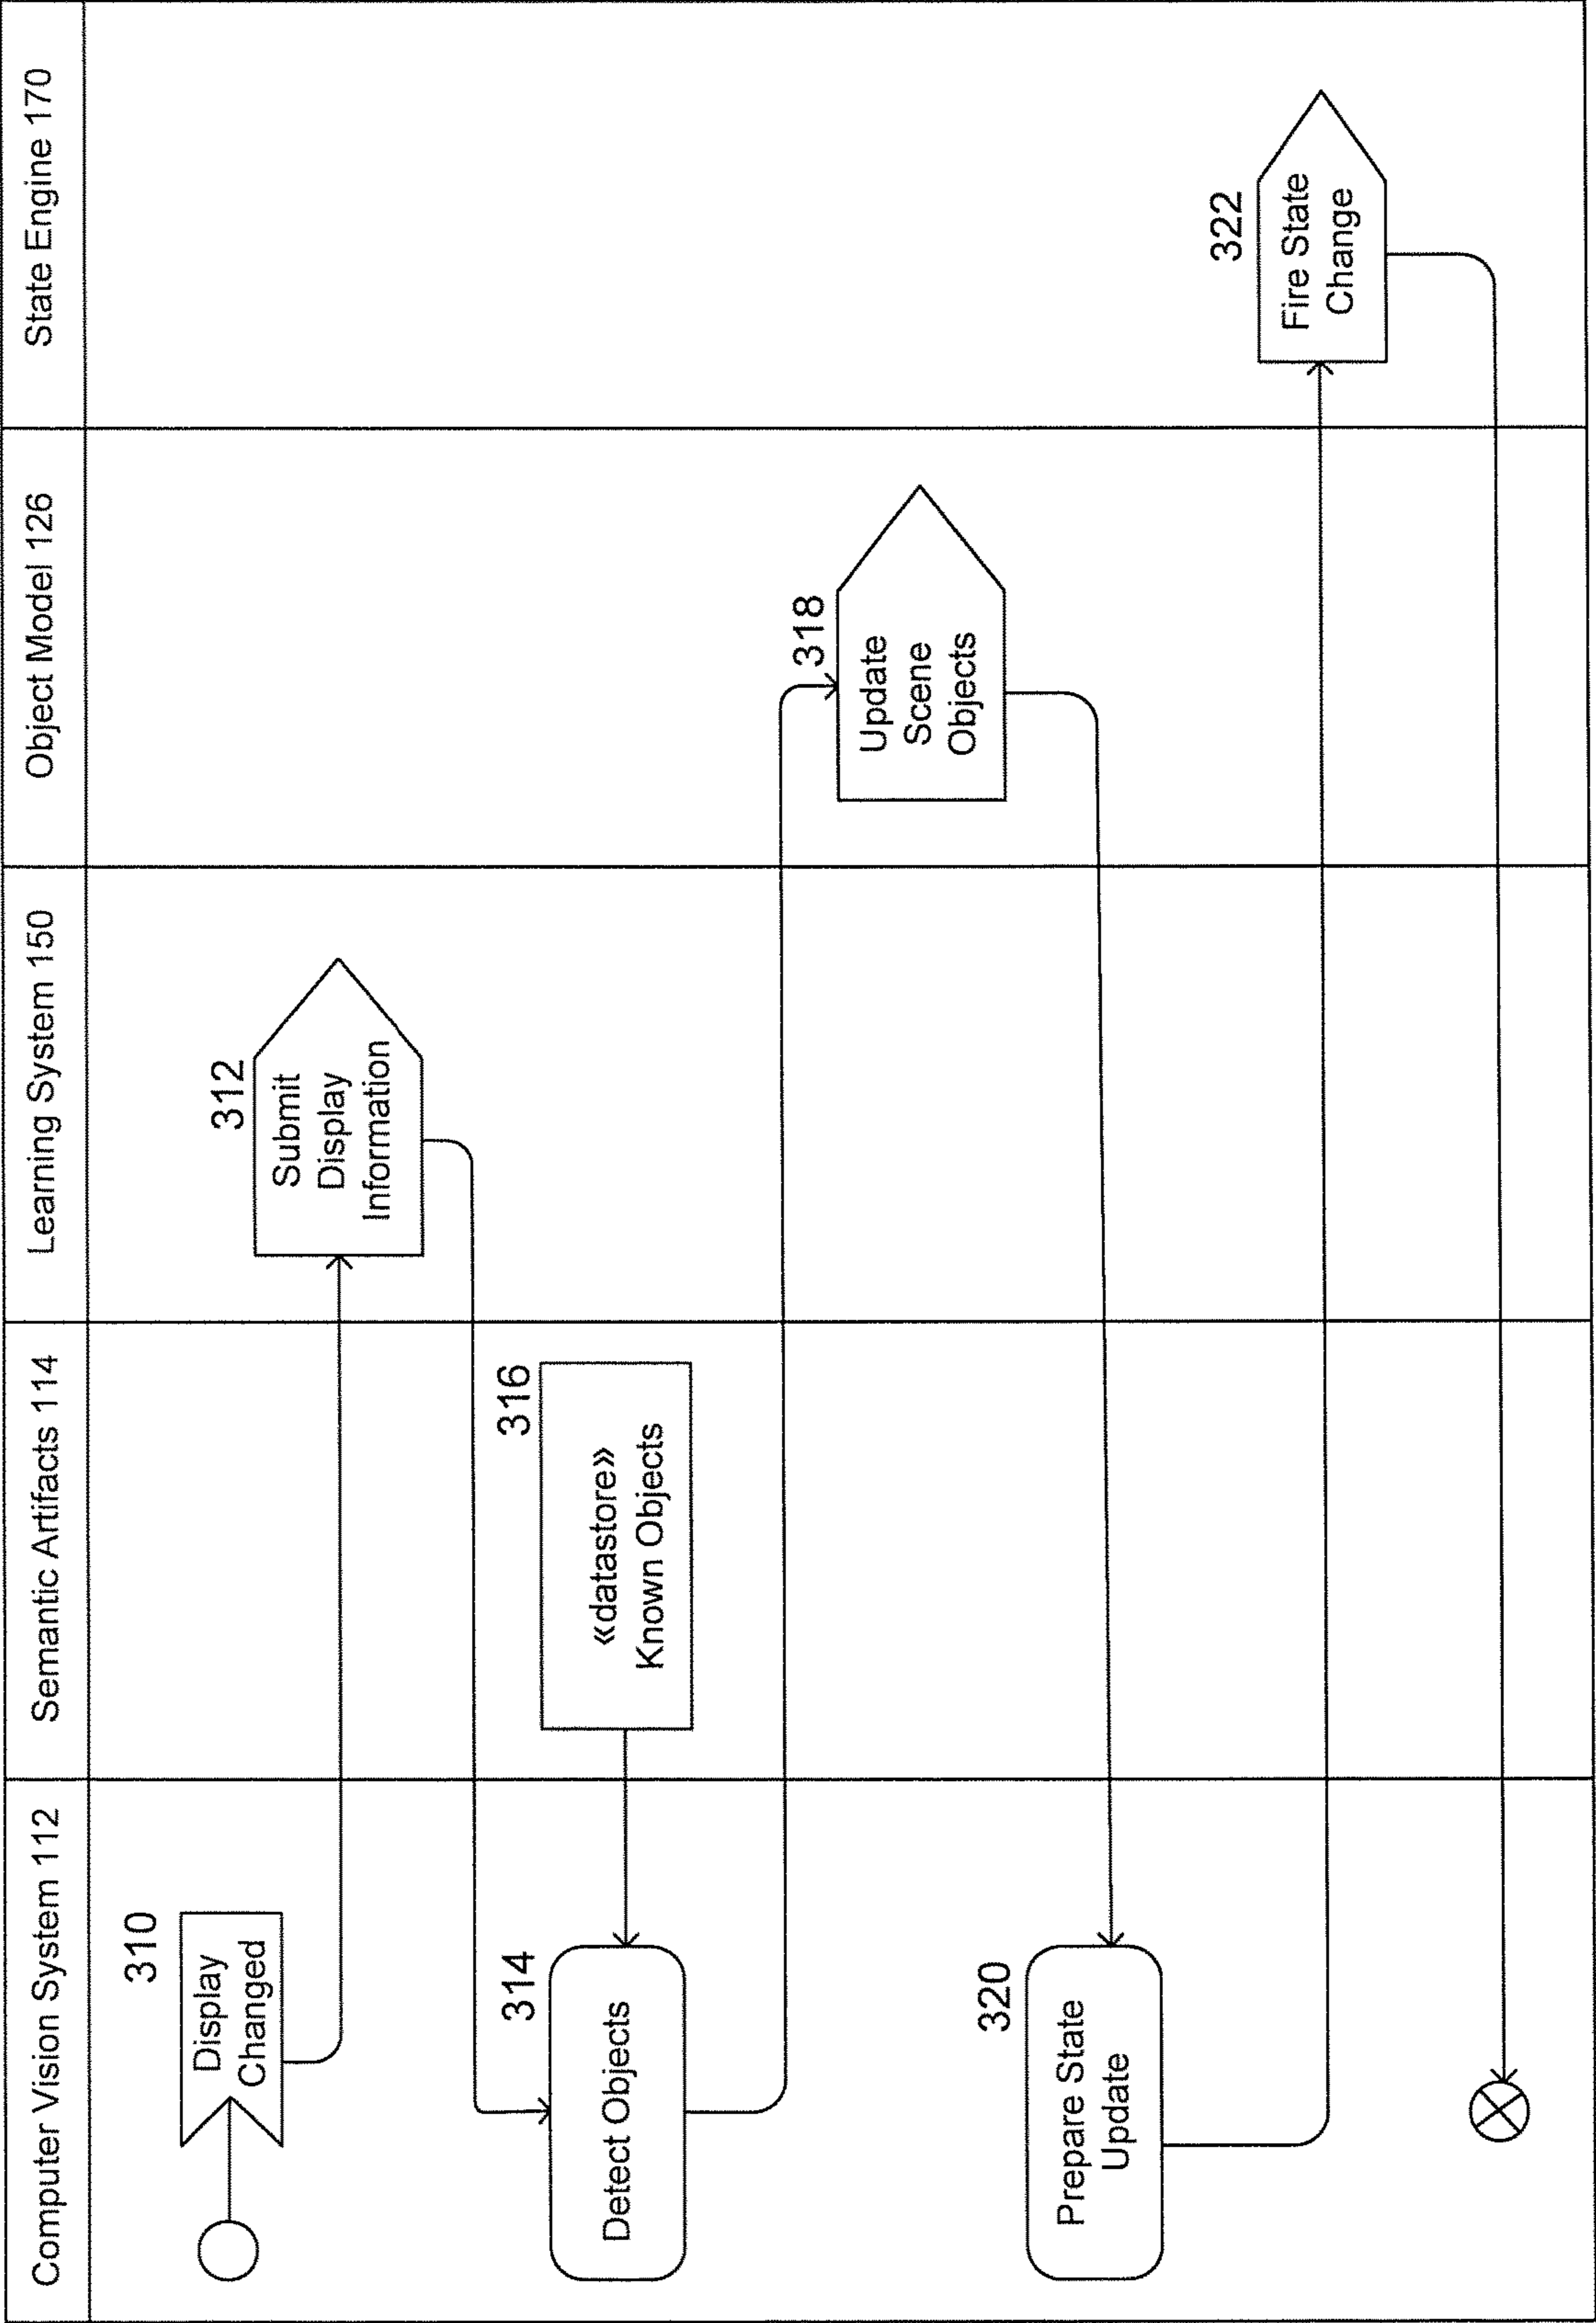 Computer Vision System 112
Semantic Artifacts 114
Learning System 150
Object Model 126
State Engine 170
310
Display
Changed
312
Submit
Display
Information
314
Detect Objects
316
«datastore»
Known Objects
318
Update
Scene
Objects
320
Prepare State
Update
322
Fire State
Change